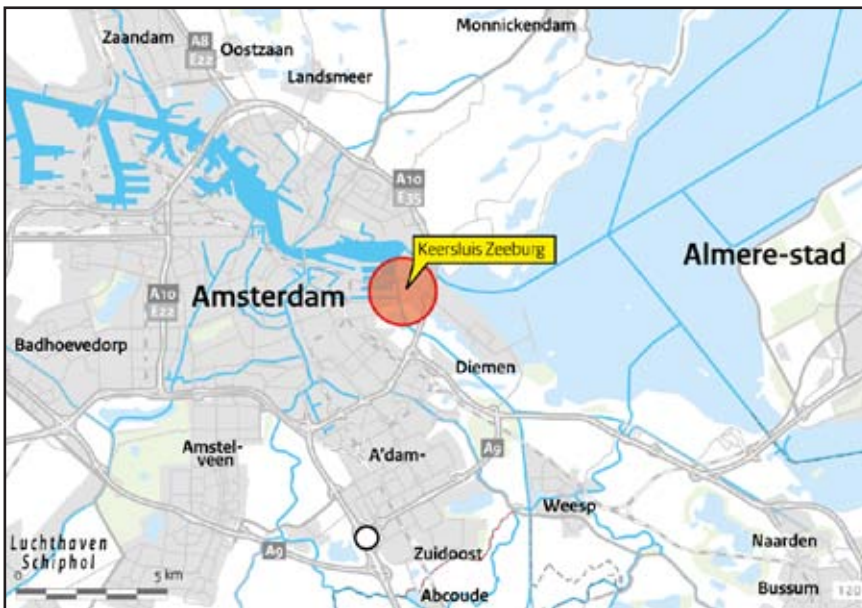 Zaandam
A8
E22
Oostzaan
Landsmeer
Monnickendam
A10
E35
Keersluis Zeeburg
Almere-stad
A10
E22
Amsterdam
Badhoevedorp
Diemen
Amstel-
veen
A'dam-
A9
Weesp
Luchthaven
Schiphol
A9
Zuidoost
Naarden
0
5 km
Abcoude
Bussum